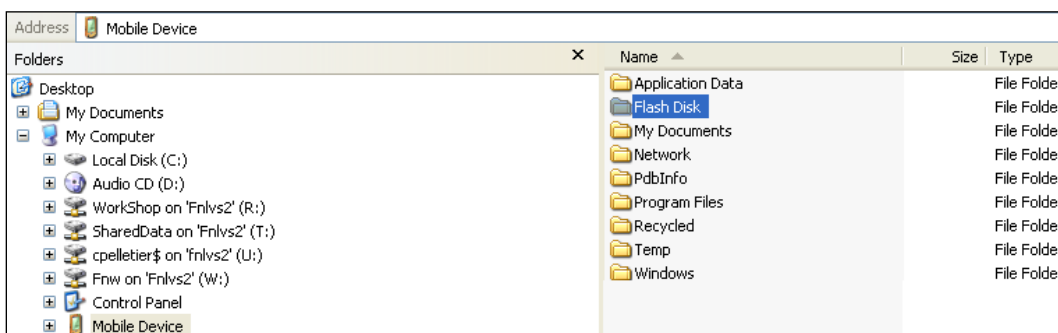 Address Mobile Device
Folders
Desktop
My Documents
My Computer
Local Disk (C:)
Audio CD (D:)
WorkShop on 'Fnlvs2' (R:)
SharedData on 'Fnlvs2' (T:)
cpelletier$ on 'fnlvs2' (U:)
Fnw on 'Fnlvs2' (W:)
Control Panel
Mobile Device
Name Size Type
Application Data File Folde
Flash Disk File Folde
My Documents File Folde
Network File Folde
PdbInfo File Folde
Program Files File Folde
Recycled File Folde
Temp File Folde
Windows File Folde